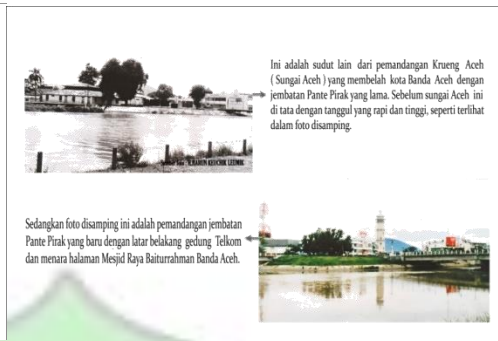 Ini adalah sudut lain dari pemandangan Krueng Aceh
( Sungai Aceh ) yang membelah kota Banda Aceh dengan
jembatan Pante Pirak yang lama. Sebelum sungai Aceh ini
di tata dengan tanggul yang rapi dan tinggi, seperti terlihat
dalam foto disamping.
HARUN KEUCHIK LEUMIK
Sedangkan foto disamping ini adalah pemandangan jembatan
Pante Pirak yang baru dengan latar belakang gedung Telkom
dan menara halaman Mesjid Raya Baiturrahman Banda Aceh.